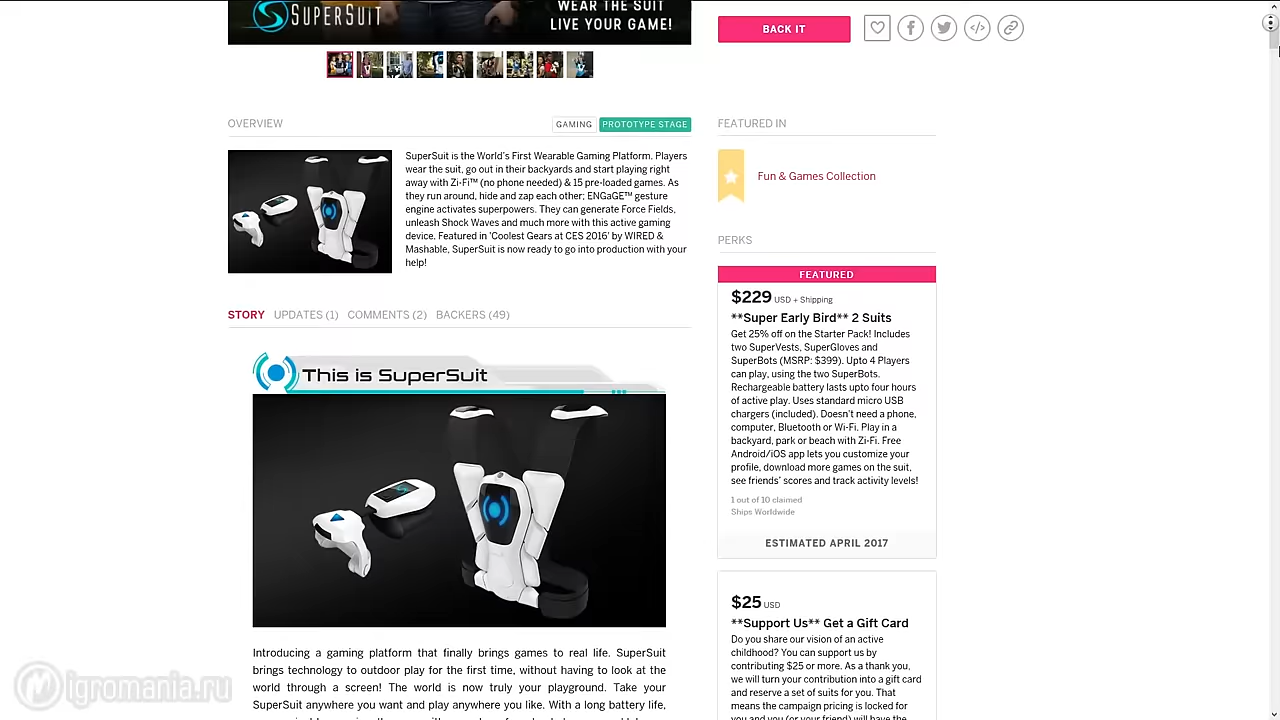 SUPERSUIT
WEAR THE SUIT
LIVE YOUR GAME!
BACK IT
OVERVIEW
GAMING
PROTOTYPE STAGE
SuperSuit is the World's First Wearable Gaming Platform. Players
wear the suit, go out in their backyards and start playing right
away with Zi-Fi™ (no phone needed) & 15 pre-loaded games. As
they run around, hide and zap each other; ENGaGE™ gesture
engine activates superpowers. They can generate Force Fields,
unleash Shock Waves and much more with this active gaming
device. Featured in 'Coolest Gears at CES 2016' by WIRED &
Mashable, SuperSuit is now ready to go into production with your
help!
STORY UPDATES (1) COMMENTS (2) BACKERS (49)
This is SuperSuit
Introducing a gaming platform that finally brings games to real life. SuperSuit
brings technology to outdoor play for the first time, without having to look at the
world through a screen! The world is now truly your playground. Take your
SuperSuit anywhere you want and play anywhere you like. With a long battery life,
FEATURED IN
Fun & Games Collection
PERKS
FEATURED
$229 USD + Shipping
**Super Early Bird** 2 Suits
Get 25% off on the Starter Pack! Includes
two SuperVests, SuperGloves and
SuperBots (MSRP: $399). Upto 4 Players
can play, using the two SuperBots.
Rechargeable battery lasts upto four hours
of active play. Uses standard micro USB
chargers (included). Doesn't need a phone,
computer, Bluetooth or Wi-Fi. Play in a
backyard, park or beach with Zi-Fi. Free
Android/iOS app lets you customize your
profile, download more games on the suit,
see friends' scores and track activity levels!
1 out of 10 claimed
Ships Worldwide
ESTIMATED APRIL 2017
$25 USD
**Support Us** Get a Gift Card
Do you share our vision of an active
childhood? You can support us by
contributing $25 or more. As a thank you,
we will turn your contribution into a gift card
and reserve a set of suits for you. That
means the campaign pricing is locked for
you and you (or your friend) will have the
igromania.ru